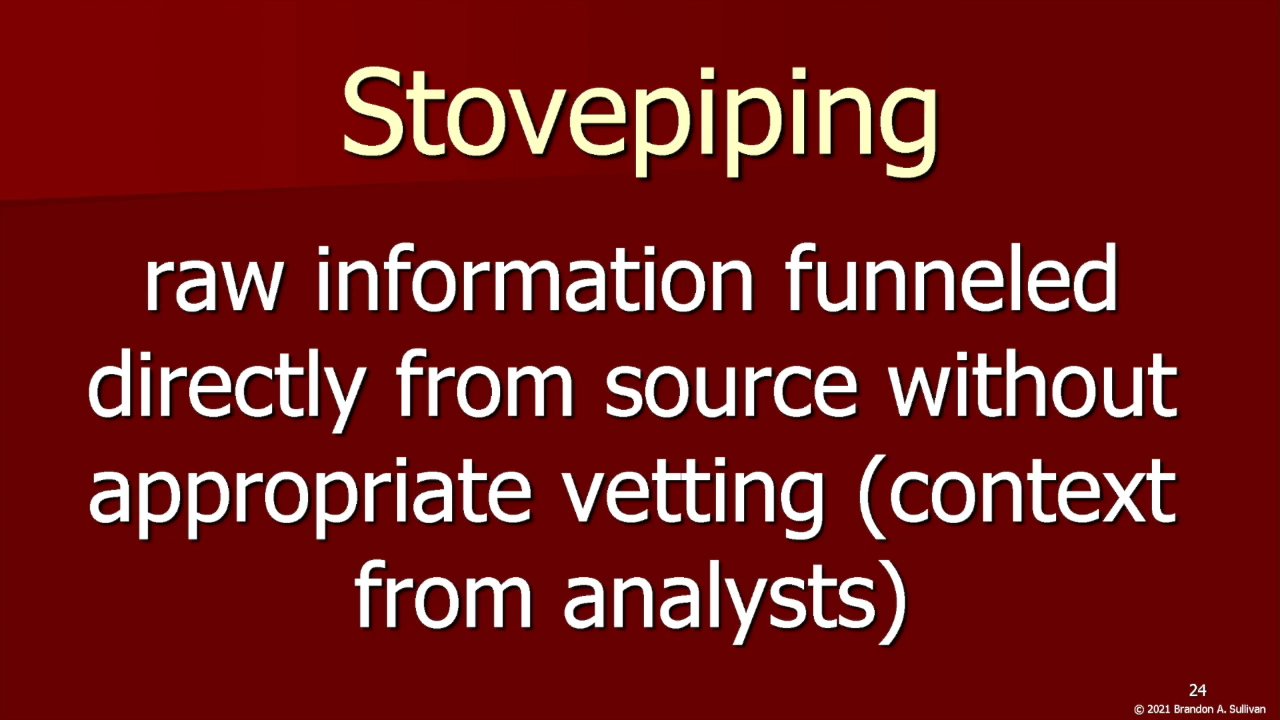 Stovepiping
raw information funneled
directly from source without
appropriate vetting (context
from analysts)
24
© 2021 Brandon A. Sullivan